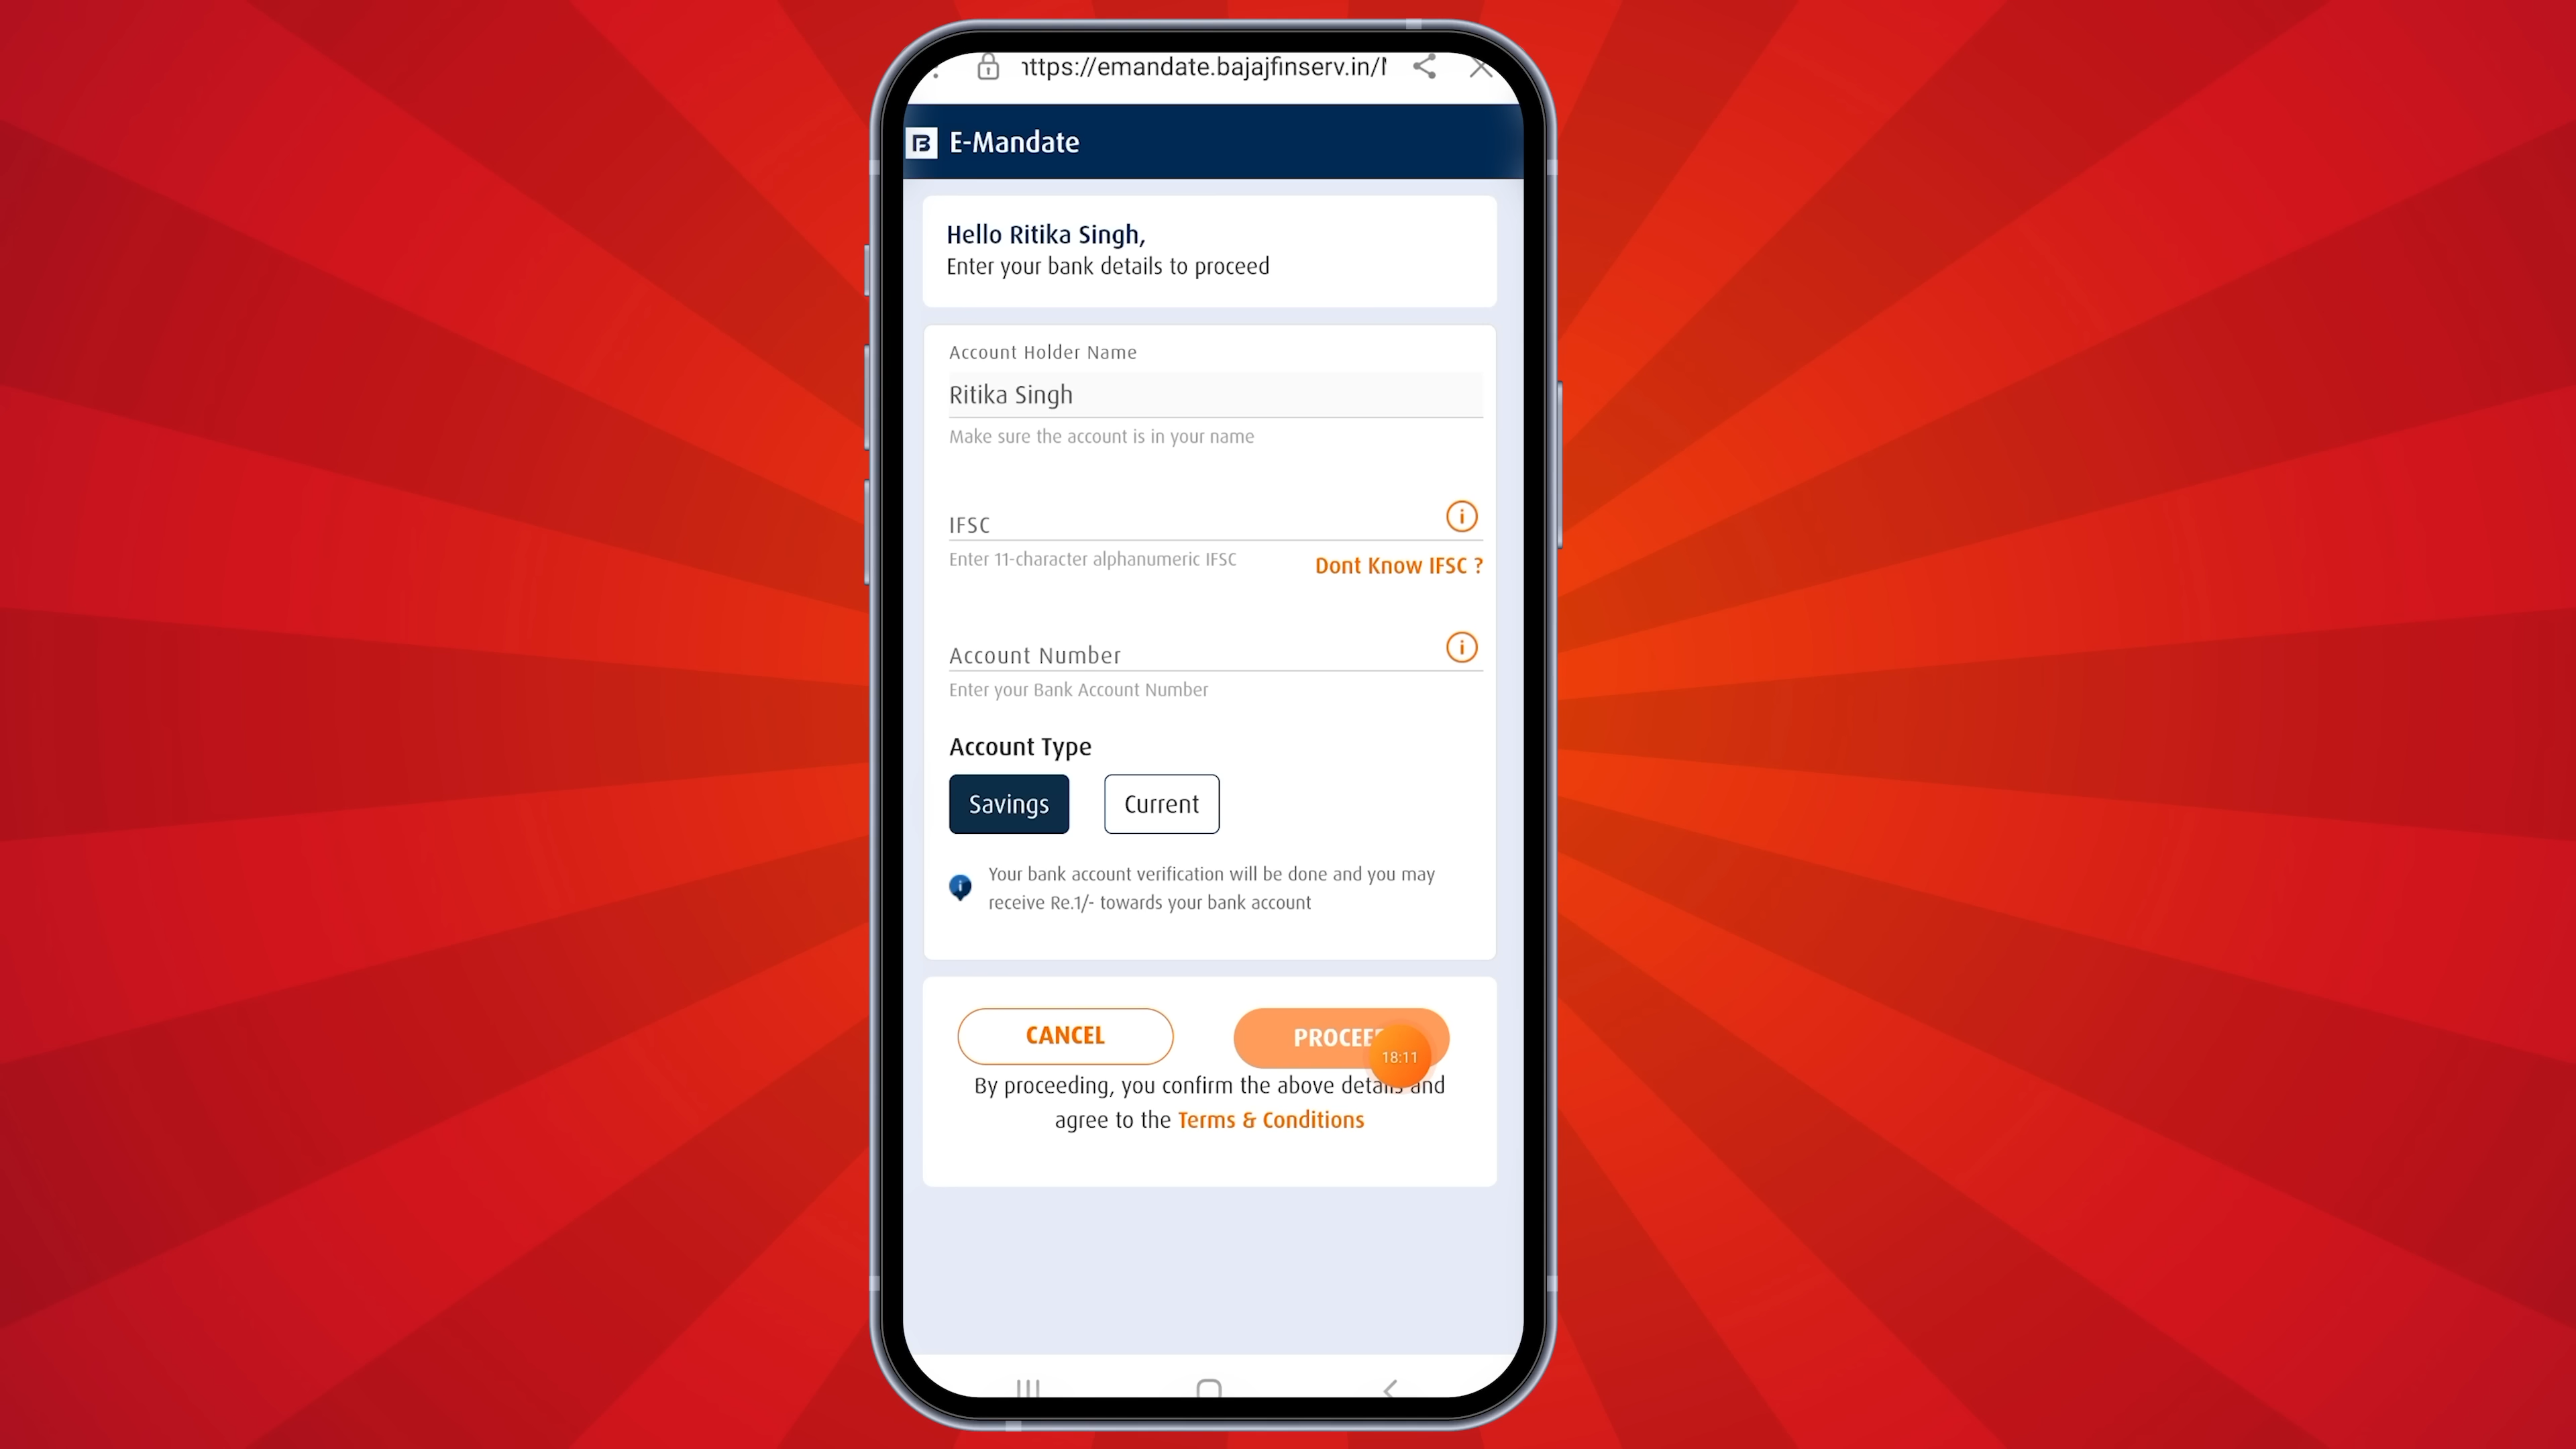 https://emandate.bajajfinserv.in/
E-Mandate
Hello Ritika Singh,
Enter your bank details to proceed
Account Holder Name
Ritika Singh
Make sure the account is in your name
IFSC
Enter 11-character alphanumeric IFSC
Dont Know IFSC ?
Account Number
Enter your Bank Account Number
Account Type
Savings Current
Your bank account verification will be done and you may
receive Re.1/- towards your bank account
CANCEL PROCEED
18:11
By proceeding, you confirm the above details and
agree to the Terms & Conditions